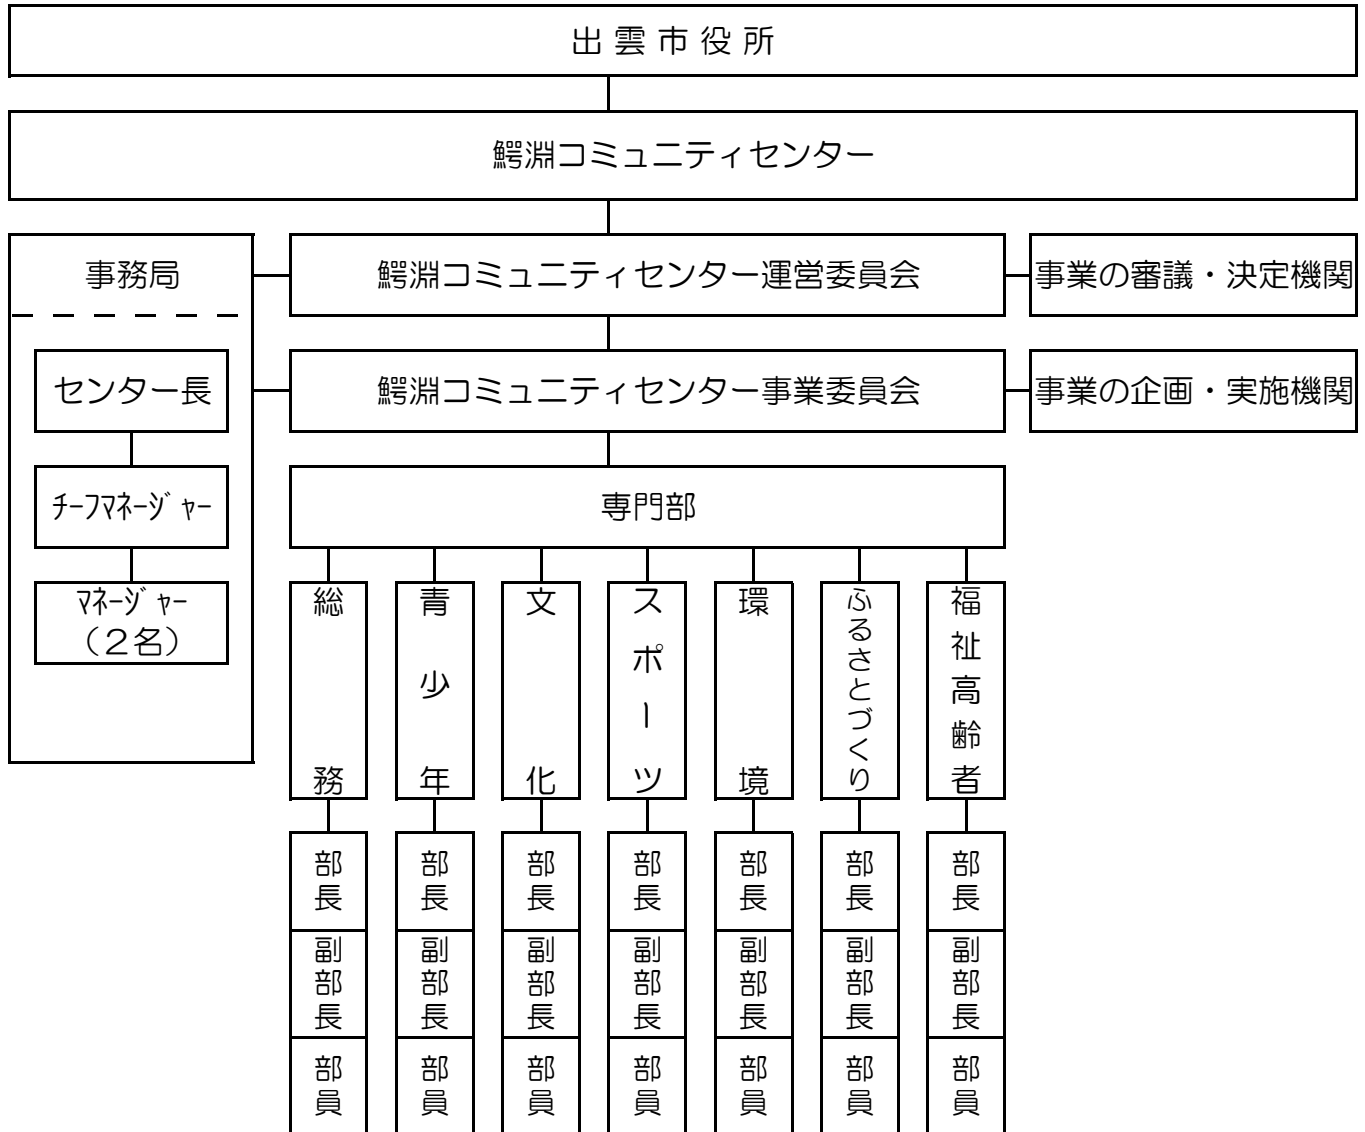 出雲市役所
鰐淵コミュニティセンター
事務局
鰐淵コミュニティセンター運営委員会
事業の審議・決定機関
センター長
鰐淵コミュニティセンター事業委員会
事業の企画・実施機関
ﾁｰﾌﾏﾈｰｼﾞｬｰ
専門部
ﾏﾈｰｼﾞｬｰ
（２名）
総務
青少年
文化
スポーツ
環境
ふるさとづくり
福祉高齢者
部長
部長
部長
部長
部長
部長
部長
副部長
副部長
副部長
副部長
副部長
副部長
副部長
部員
部員
部員
部員
部員
部員
部員